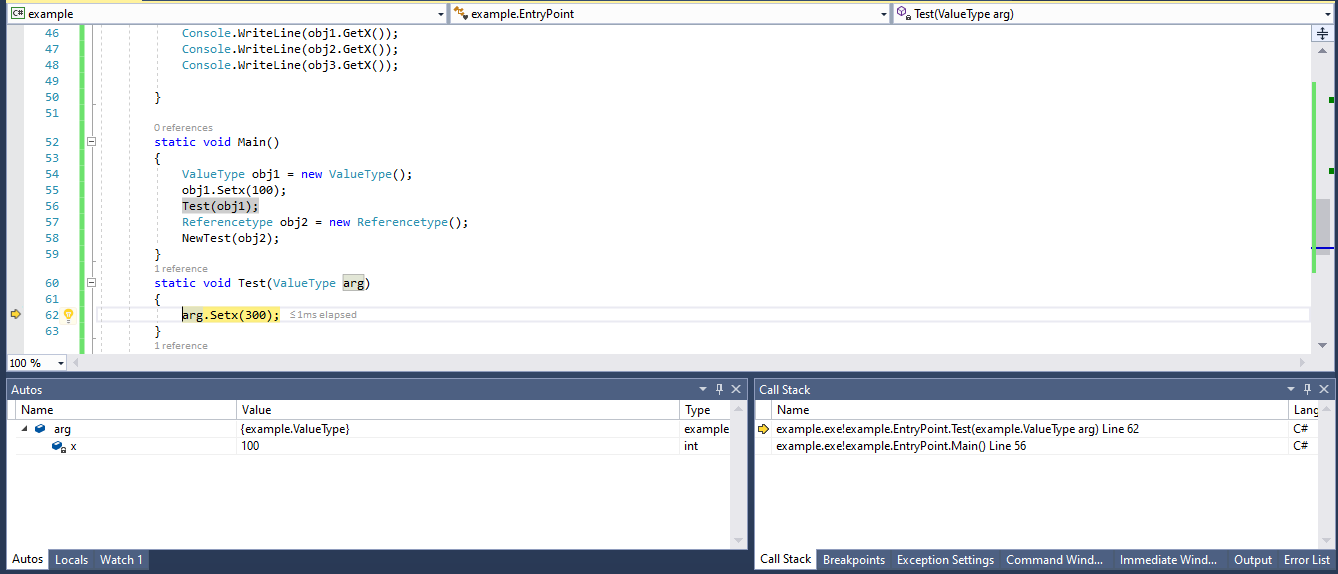 C# example example.EntryPoint Test(ValueType arg)
46 Console.WriteLine(obj1.GetX());
47 Console.WriteLine(obj2.GetX());
48 Console.WriteLine(obj3.GetX());
49
50 }
51
0 references
52 static void Main()
53 {
54 ValueType obj1 = new ValueType();
55 obj1.Setx(100);
56 Test(obj1);
57 Referencetype obj2 = new Referencetype();
58 NewTest(obj2);
59 }
1 reference
60 static void Test(ValueType arg)
61 {
62 arg.Setx(300); ≤1ms elapsed
63 }
1 reference
100 %
Autos
Name Value Type
arg {example.ValueType} example
x 100 int
Autos Locals Watch 1
Call Stack
Name Lang
example.exe!example.EntryPoint.Test(example.ValueType arg) Line 62 C#
example.exe!example.EntryPoint.Main() Line 56 C#
Call Stack Breakpoints Exception Settings Command Wind... Immediate Wind... Output Error List